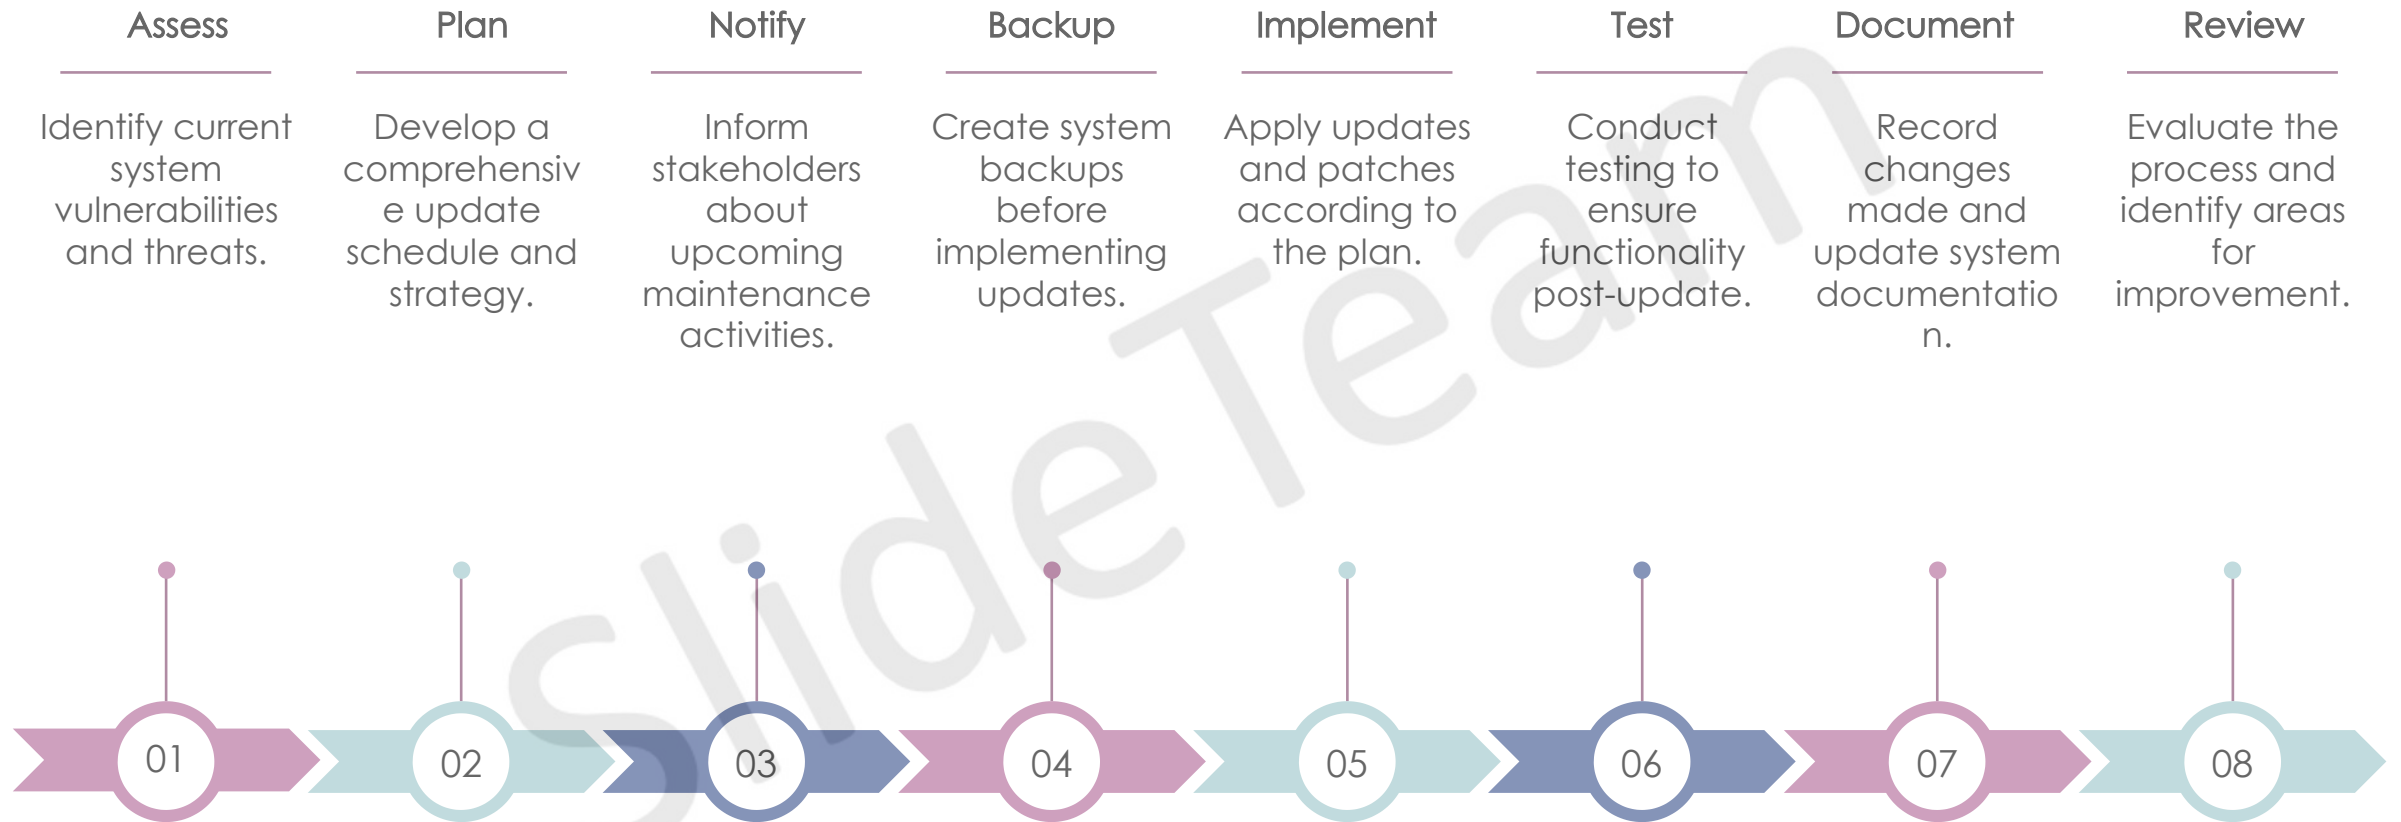 Assess
Identify current
system
vulnerabilities
and threats.
Plan
Develop a
comprehensiv
e update
schedule and
strategy.
Notify
Inform
stakeholders
about
upcoming
maintenance
activities.
Backup
Create system
backups
before
implementing
updates.
Implement
Apply updates
and patches
according to
the plan.
Test
Conduct
testing to
ensure
functionality
post-update.
Document
Record
changes
made and
update system
documentatio
n.
Review
Evaluate the
process and
identify areas
for
improvement.
SlideTeam
01
02
03
04
05
06
07
08